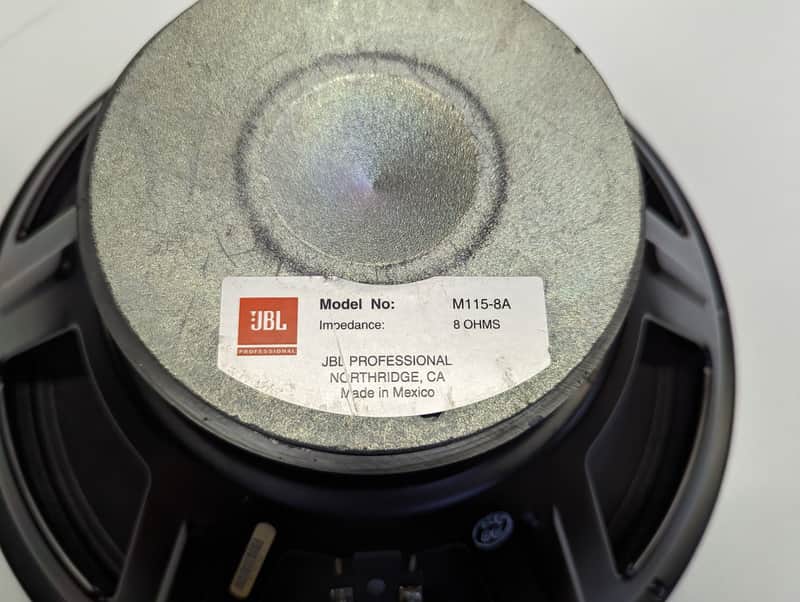 JBL
PROFESSIONAL
Model No: M115-8A
Impedance: 8 OHMS
JBL PROFESSIONAL
NORTHRIDGE, CA
Made in Mexico